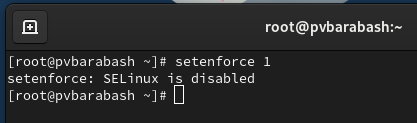 root@pvbarabash:~
[root@pvbarabash ~]# setenforce 1
setenforce: SELinux is disabled
[root@pvbarabash ~]#